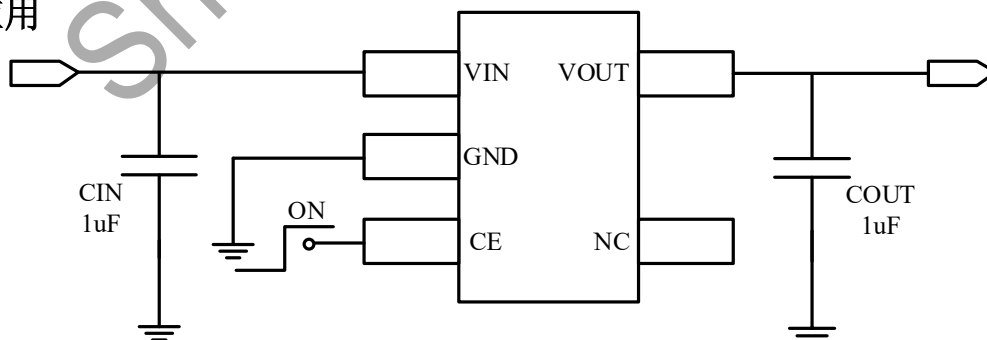 用
VIN
VOUT
GND
CIN
1uF
COUT
1uF
ON
CE
NC